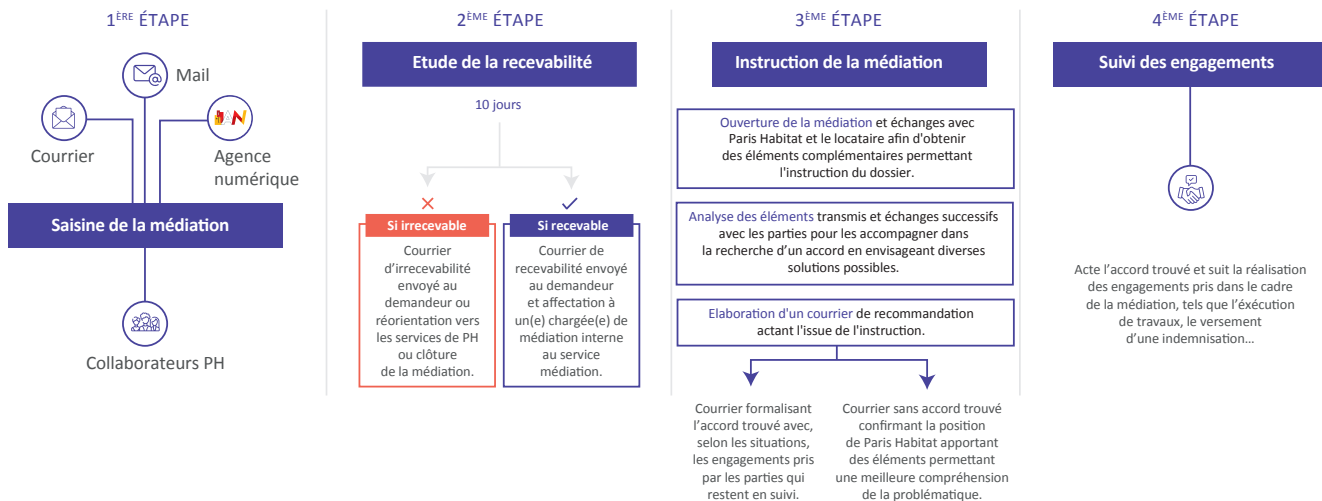 1ÈRE ÉTAPE
Mail
Courrier
AN
Agence
numérique
Saisine de la médiation
Collaborateurs PH
2ÈME ÉTAPE
Etude de la recevabilité
10 jours
Si irrecevable
Courrier
d’irrecevabilité
envoyé au
demandeur ou
réorientation vers
les services de PH
ou clôture
de la médiation.
Si recevable
Courrier de
recevabilité envoyé
au demandeur
et affectation à
un(e) chargée(e) de
médiation interne
au service
médiation.
3ÈME ÉTAPE
Instruction de la médiation
Ouverture de la médiation et échanges avec
Paris Habitat et le locataire afin d'obtenir
des éléments complémentaires permettant
l'instruction du dossier.
Analyse des éléments transmis et échanges successifs
avec les parties pour les accompagner dans
la recherche d’un accord en envisageant diverses
solutions possibles.
Elaboration d'un courrier de recommandation
actant l'issue de l'instruction.
Courrier formalisant
l’accord trouvé avec,
selon les situations,
les engagements pris
par les parties qui
restent en suivi.
Courrier sans accord trouvé
confirmant la position
de Paris Habitat apportant
des éléments permettant
une meilleure compréhension
de la problématique.
4ÈME ÉTAPE
Suivi des engagements
Acte l’accord trouvé et suit la réalisation
des engagements pris dans le cadre
de la médiation, tels que l’éxécution
de travaux, le versement
d’une indemnisation…